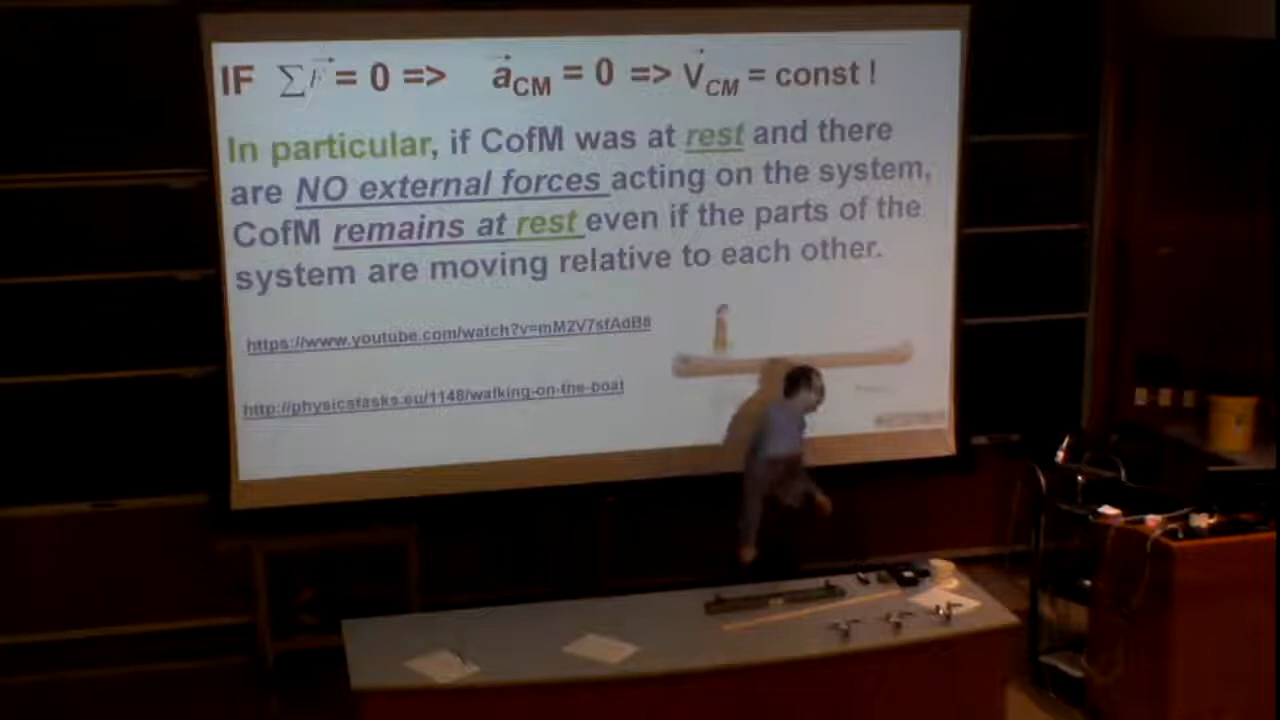 IF ∑F = 0 => a_CM = 0 => V_CM = const !
In particular, if CofM was at rest and there
are NO external forces acting on the system,
CofM remains at rest even if the parts of the
system are moving relative to each other.
https://www.youtube.com/watch?v=mM2V7sfAdB8
http://physicstasks.eu/1148/walking-on-the-boat